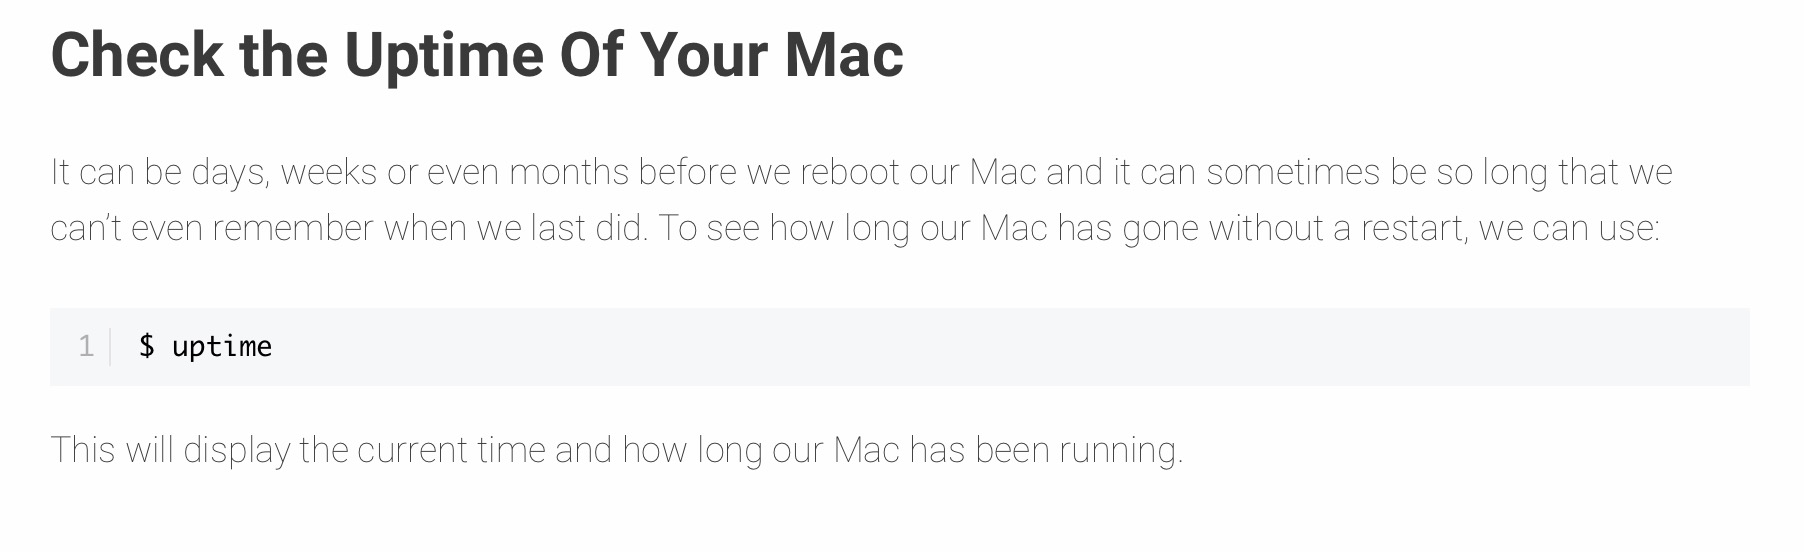 Check the Uptime Of Your Mac
It can be days, weeks or even months before we reboot our Mac and it can sometimes be so long that we
can’t even remember when we last did. To see how long our Mac has gone without a restart, we can use:
1 $ uptime
This will display the current time and how long our Mac has been running.